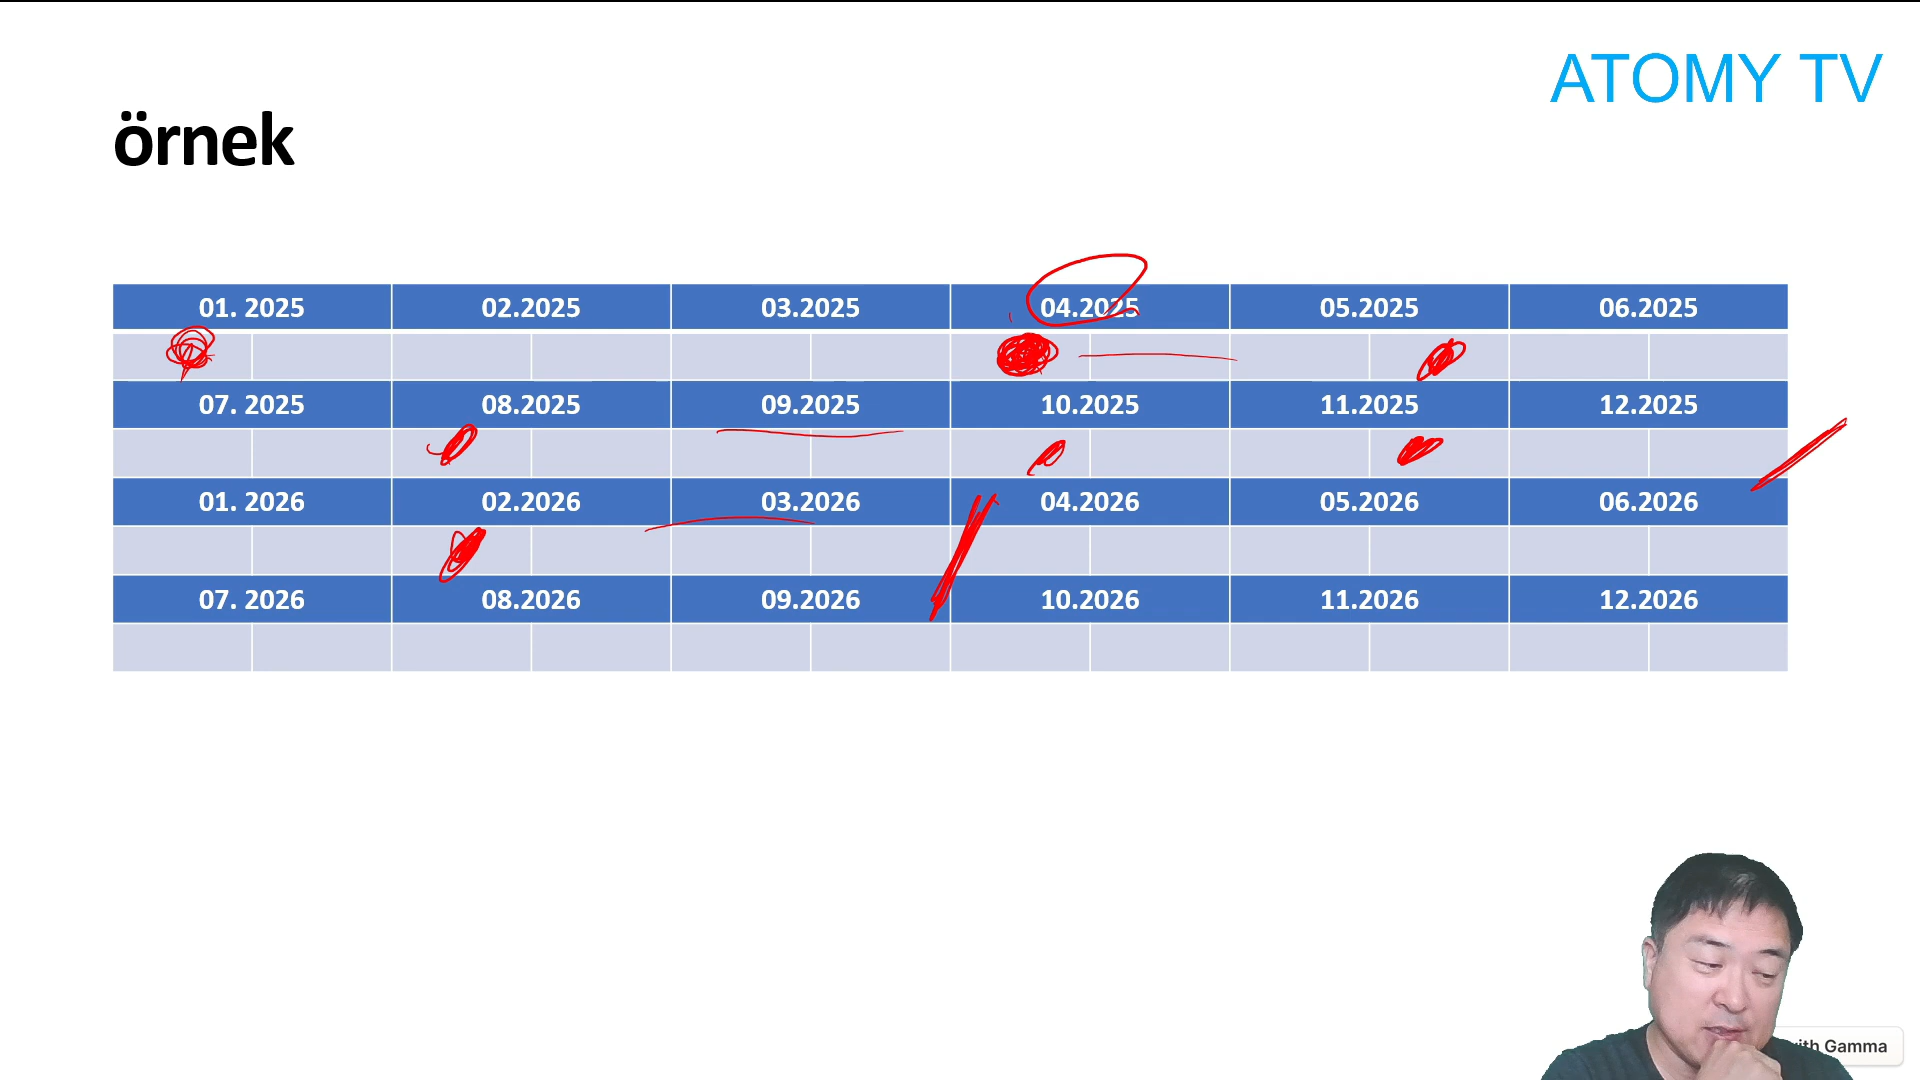 ATOMY TV
örnek
01. 2025 02.2025 03.2025 04.2025 05.2025 06.2025
07. 2025 08.2025 09.2025 10.2025 11.2025 12.2025
01. 2026 02.2026 03.2026 04.2026 05.2026 06.2026
07. 2026 08.2026 09.2026 10.2026 11.2026 12.2026
with Gamma